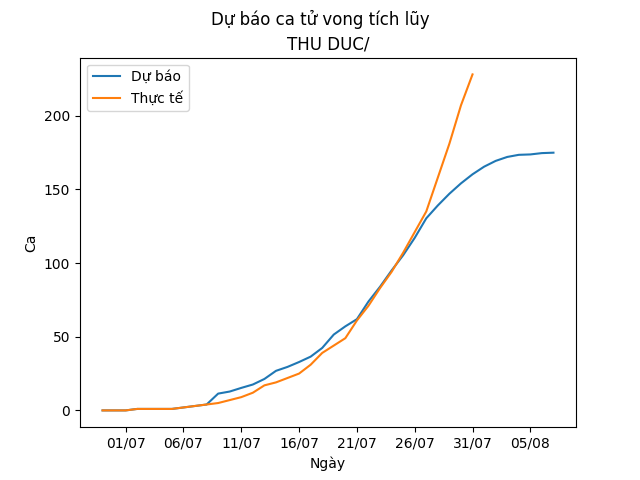 Dự báo ca tử vong tích lũy
THU DUC/
Dự báo
Thực tế
200
150
100
50
0
Ca
01/07 06/07 11/07 16/07 21/07 26/07 31/07 05/08
Ngày